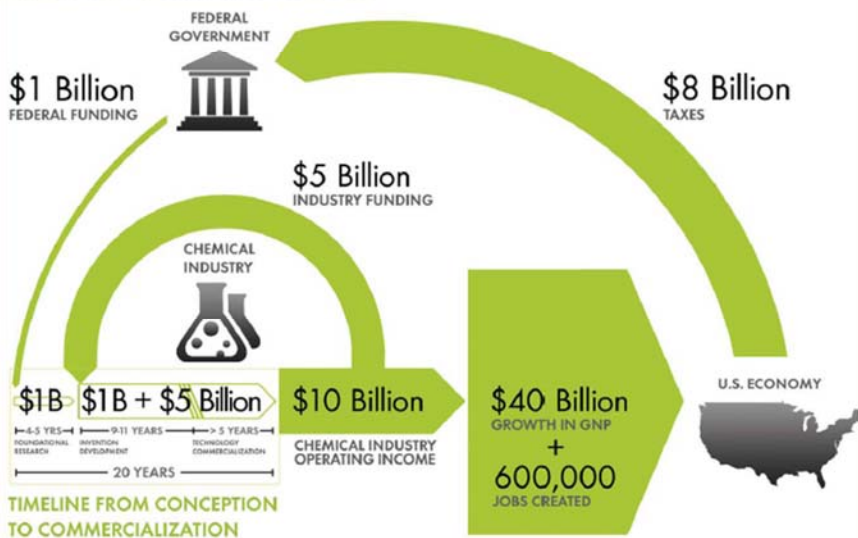 FEDERAL
GOVERNMENT
$1 Billion
FEDERAL FUNDING
$8 Billion
TAXES
$5 Billion
INDUSTRY FUNDING
CHEMICAL
INDUSTRY
$1B
$1B + $5 Billion
$10 Billion
CHEMICAL INDUSTRY
OPERATING INCOME
$40 Billion
GROWTH IN GNP
+
600,000
JOBS CREATED
U.S. ECONOMY
4-5 YRS
FOUNDATIONAL
RESEARCH
9-11 YEARS
INVENTION
DEVELOPMENT
> 5 YEARS
TECHNOLOGY
COMMERCIALIZATION
20 YEARS
TIMELINE FROM CONCEPTION
TO COMMERCIALIZATION